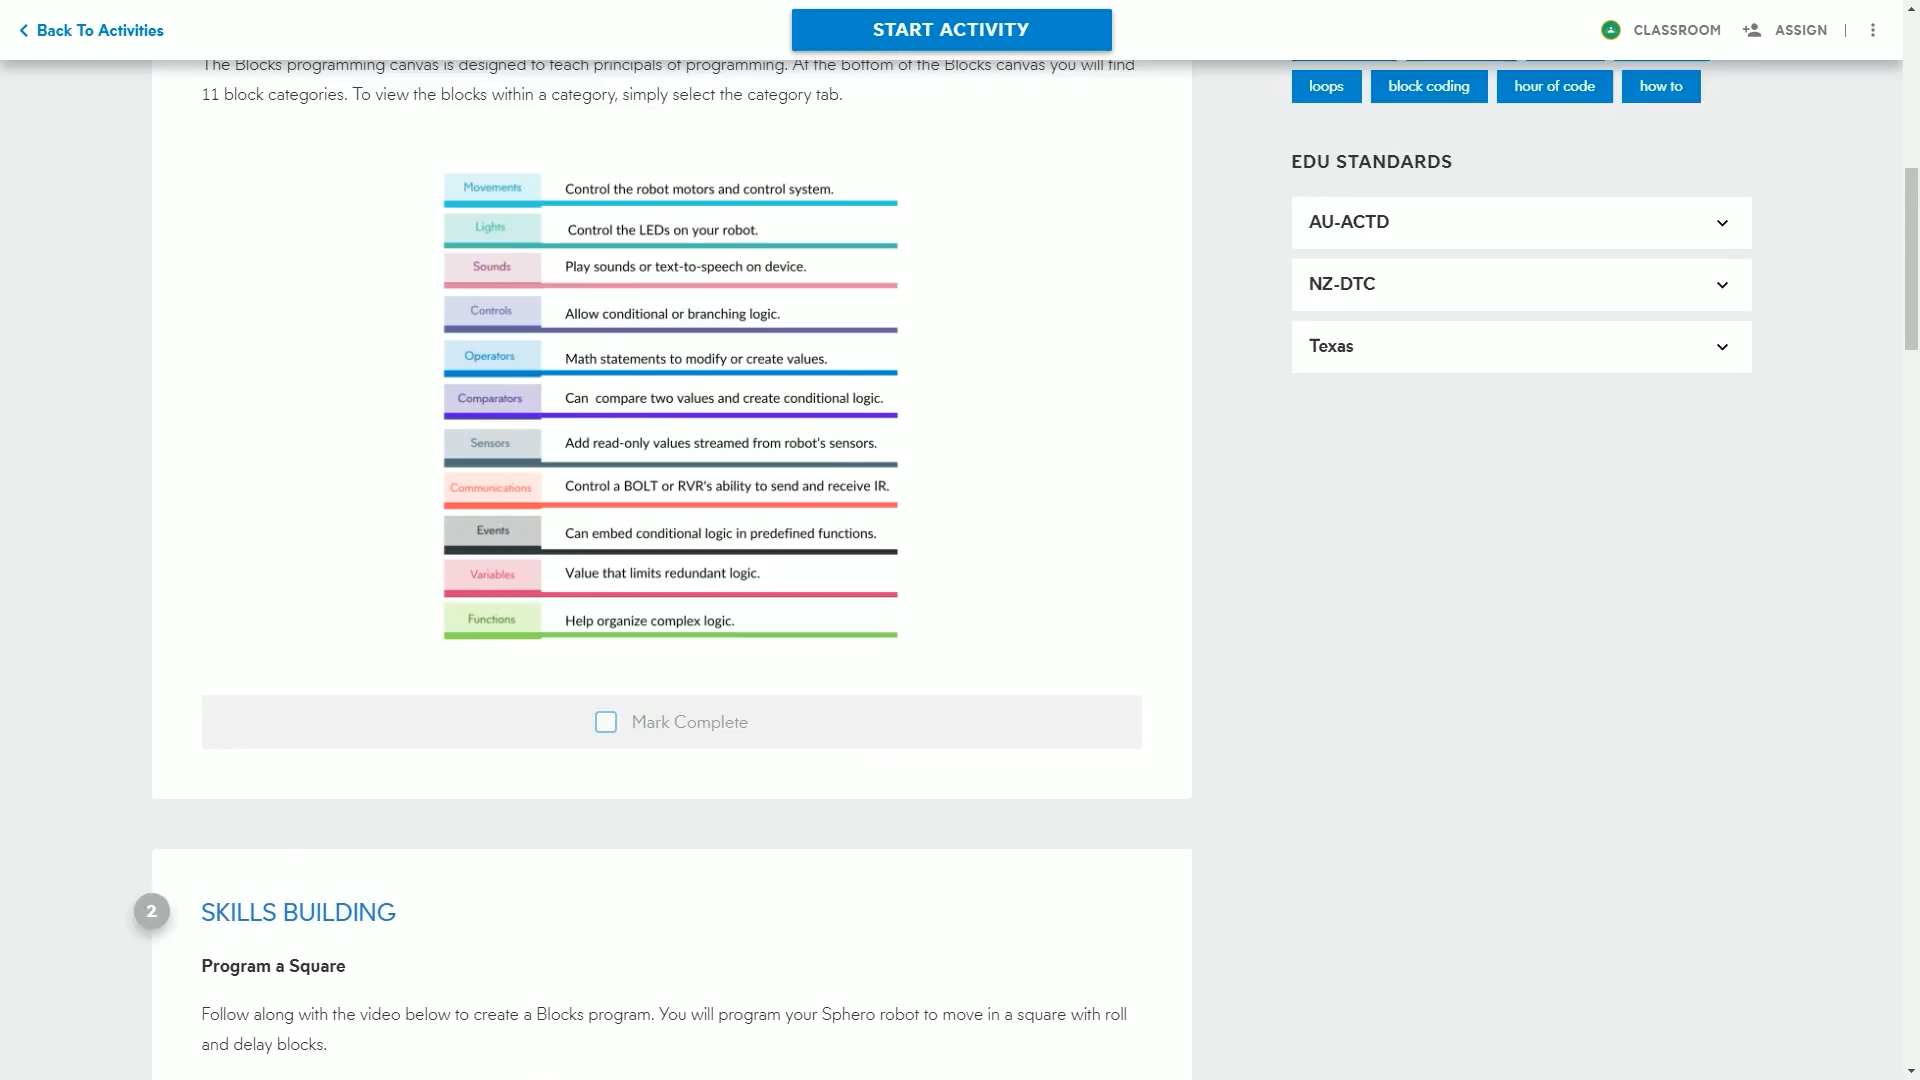 Back To Activities
START ACTIVITY
CLASSROOM
ASSIGN
The Blocks programming canvas is designed to teach principals of programming. At the bottom of the Blocks canvas you will find
11 block categories. To view the blocks within a category, simply select the category tab.
Movements Control the robot motors and control system.
Lights Control the LEDs on your robot.
Sounds Play sounds or text-to-speech on device.
Controls Allow conditional or branching logic.
Operators Math statements to modify or create values.
Comparators Can compare two values and create conditional logic.
Sensors Add read-only values streamed from robot's sensors.
Communications Control a BOLT or RVR's ability to send and receive IR.
Events Can embed conditional logic in predefined functions.
Variables Value that limits redundant logic.
Functions Help organize complex logic.
Mark Complete
2
SKILLS BUILDING
Program a Square
Follow along with the video below to create a Blocks program. You will program your Sphero robot to move in a square with roll
and delay blocks.
loops block coding hour of code how to
EDU STANDARDS
AU-ACTD
NZ-DTC
Texas